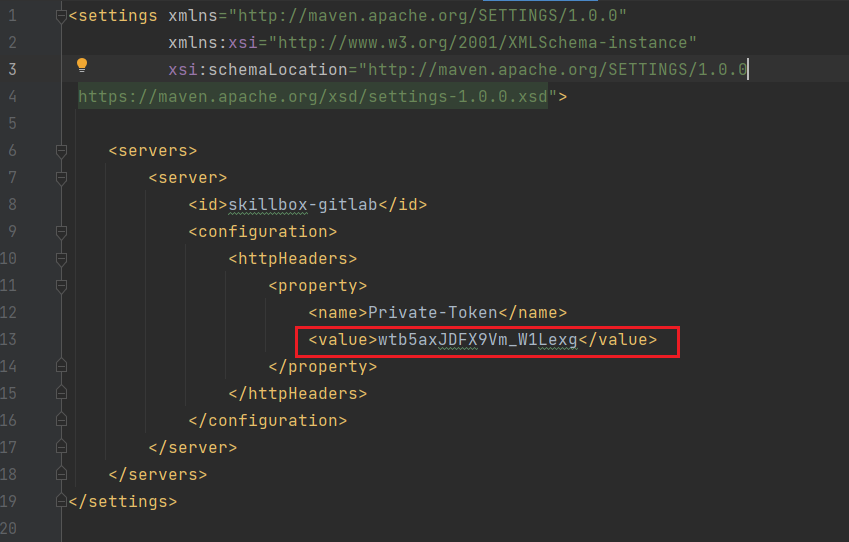 1 <settings xmlns="http://maven.apache.org/SETTINGS/1.0.0"
2 xmlns:xsi="http://www.w3.org/2001/XMLSchema-instance"
3 xsi:schemaLocation="http://maven.apache.org/SETTINGS/1.0.0
4 https://maven.apache.org/xsd/settings-1.0.0.xsd">
5
6 <servers>
7 <server>
8 <id>skillbox-gitlab</id>
9 <configuration>
10 <httpHeaders>
11 <property>
12 <name>Private-Token</name>
13 <value>wtb5axJDFX9Vm_W1Lexg</value>
14 </property>
15 </httpHeaders>
16 </configuration>
17 </server>
18 </servers>
19 </settings>
20